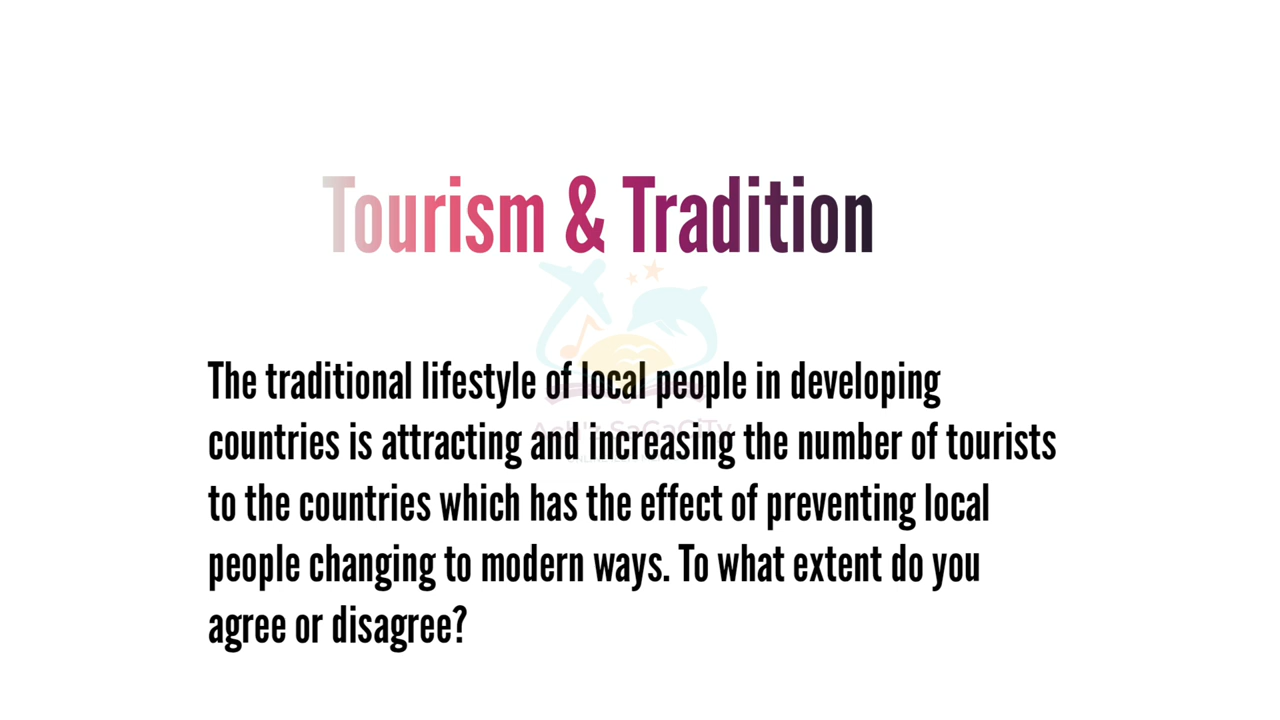 Tourism & Tradition
The traditional lifestyle of local people in developing
countries is attracting and increasing the number of tourists
to the countries which has the effect of preventing local
people changing to modern ways. To what extent do you
agree or disagree?